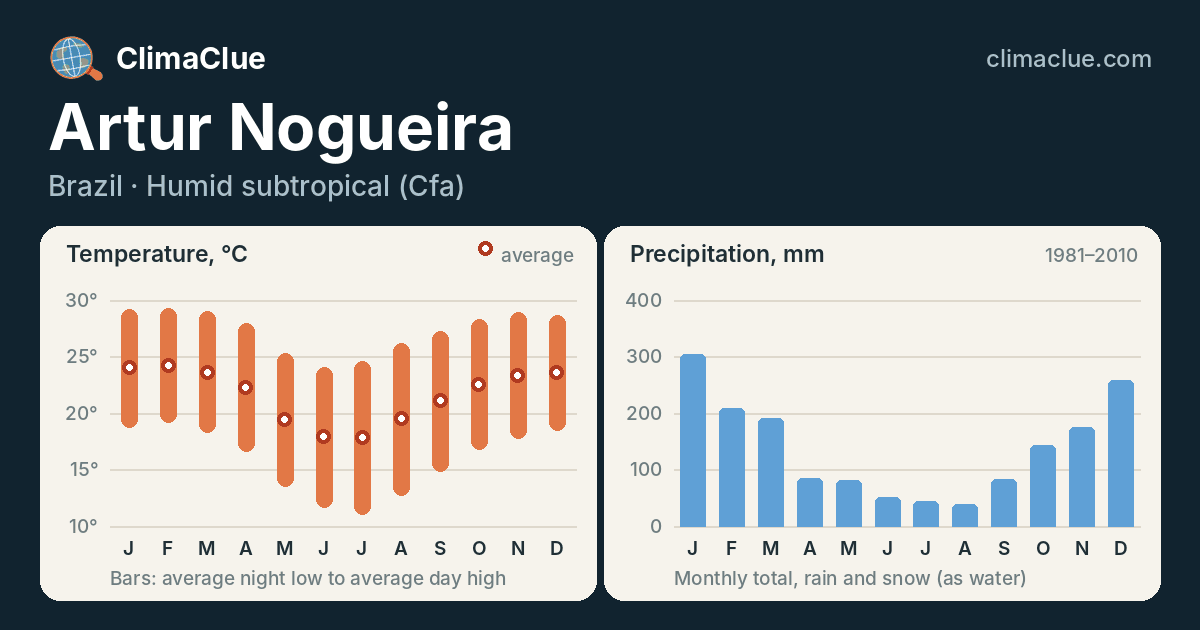 ClimaClue
climaclue.com
Artur Nogueira
Brazil · Humid subtropical (Cfa)
Temperature, °C
average
30°
25°
20°
15°
10°
J F M A M J J A S O N D
Bars: average night low to average day high
Precipitation, mm
1981–2010
400
300
200
100
0
J F M A M J J A S O N D
Monthly total, rain and snow (as water)